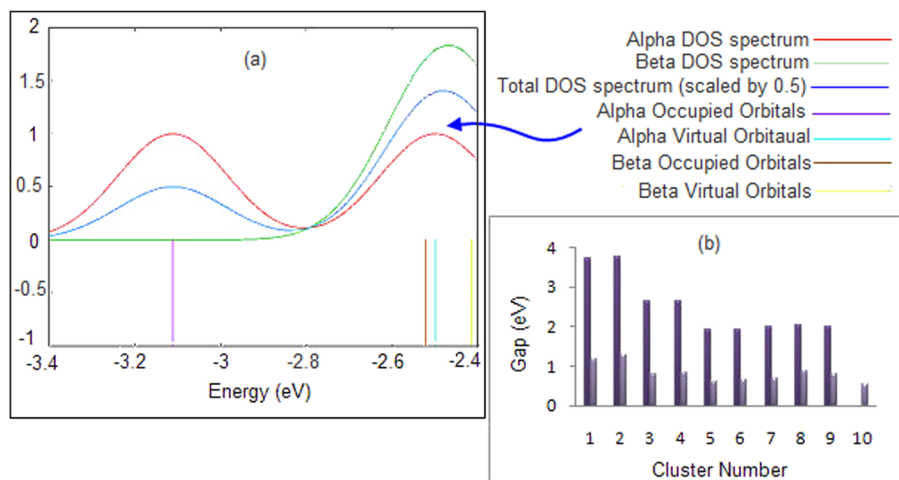 2
1.5
1
0.5
0
-0.5
-1
(a)
-3.4 -3.2 -3 -2.8 -2.6 -2.4
Energy (eV)
Alpha DOS spectrum
Beta DOS spectrum
Total DOS spectrum (scaled by 0.5)
Alpha Occupied Orbitals
Alpha Virtual Orbitaual
Beta Occupied Orbitals
Beta Virtual Orbitals
(b)
Gap (eV)
4
3
2
1
0
1 2 3 4 5 6 7 8 9 10
Cluster Number